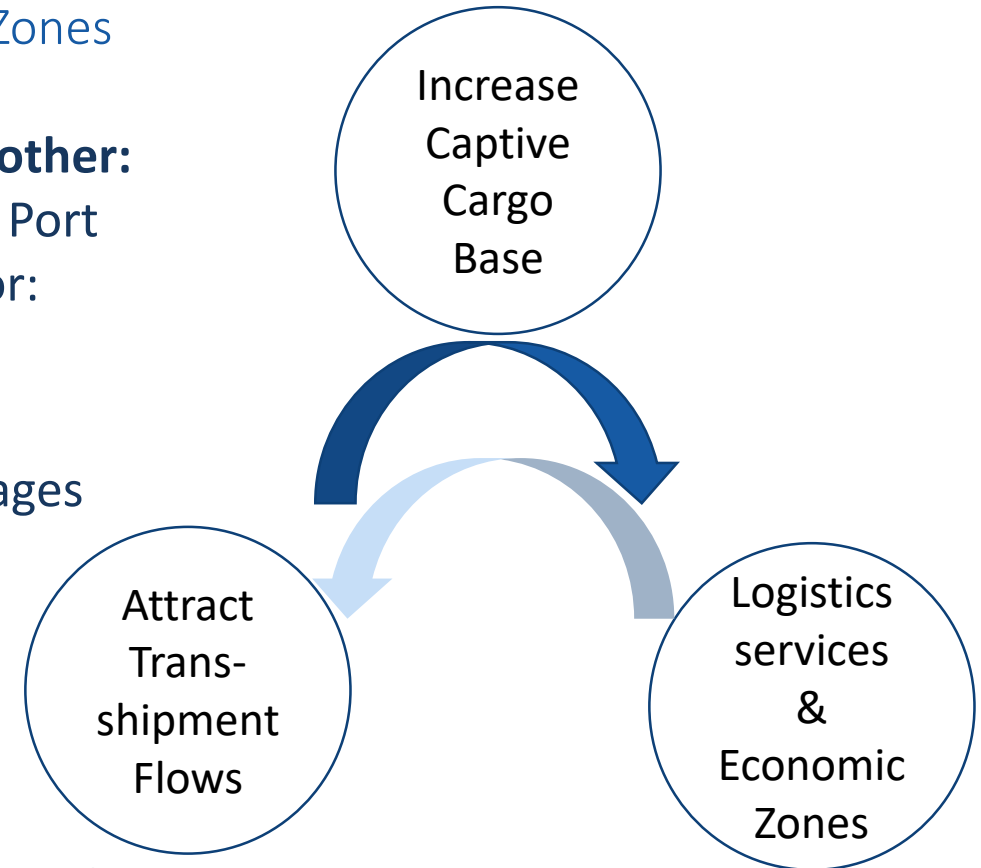 Zones
other:
Port
or:
ages
Increase
Captive
Cargo
Base
Attract
Trans-
shipment
Flows
Logistics
services
&
Economic
Zones